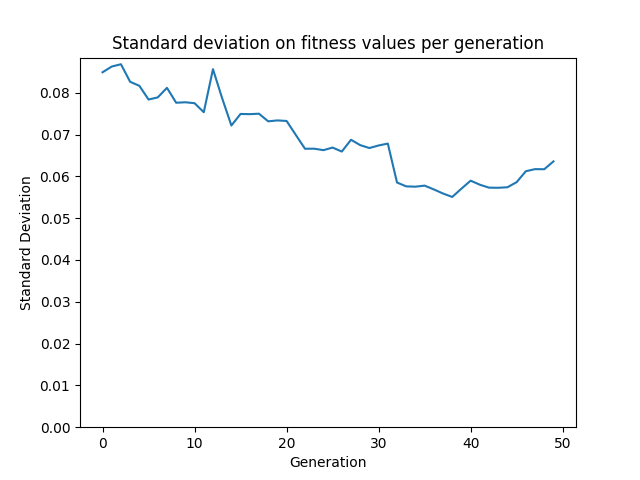 Standard deviation on fitness values per generation
0.08
0.07
0.06
0.05
0.04
0.03
0.02
0.01
0.00
Standard Deviation
0 10 20 30 40 50
Generation